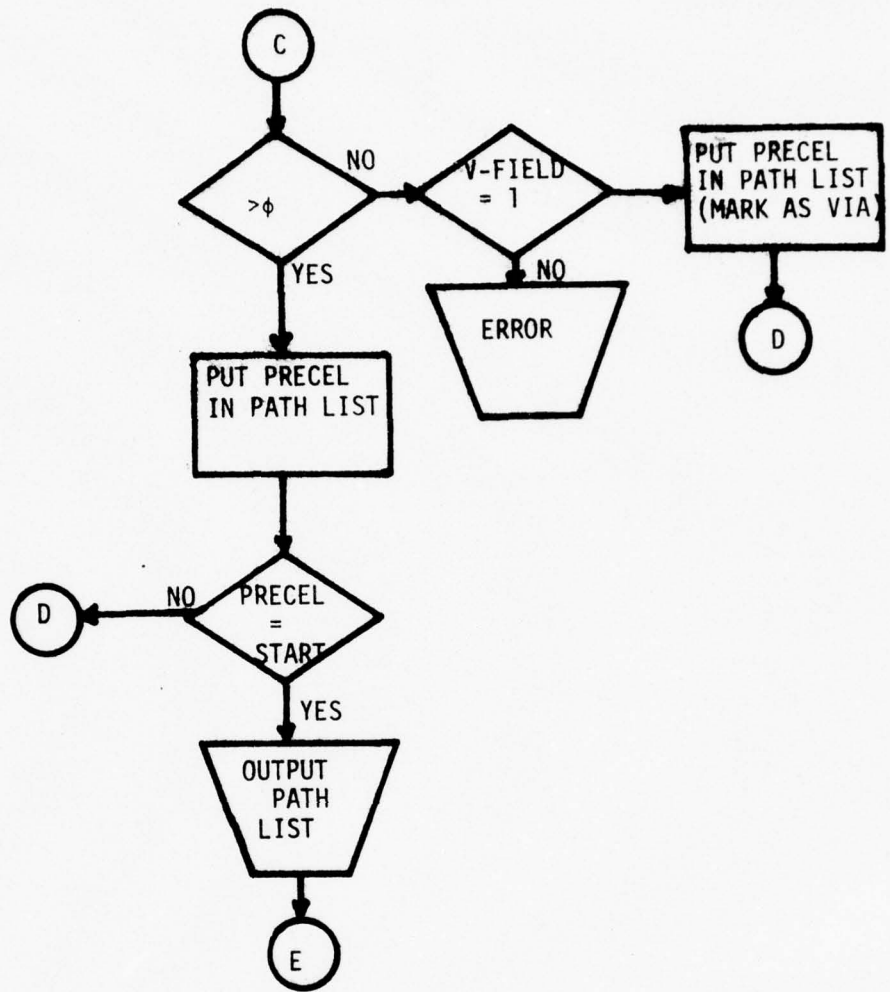 C
>φ
NO
YES
V-FIELD
= 1
NO
ERROR
PUT PRECEL
IN PATH LIST
(MARK AS VIA)
D
PUT PRECEL
IN PATH LIST
PRECEL
=
START
NO
D
YES
OUTPUT
PATH
LIST
E